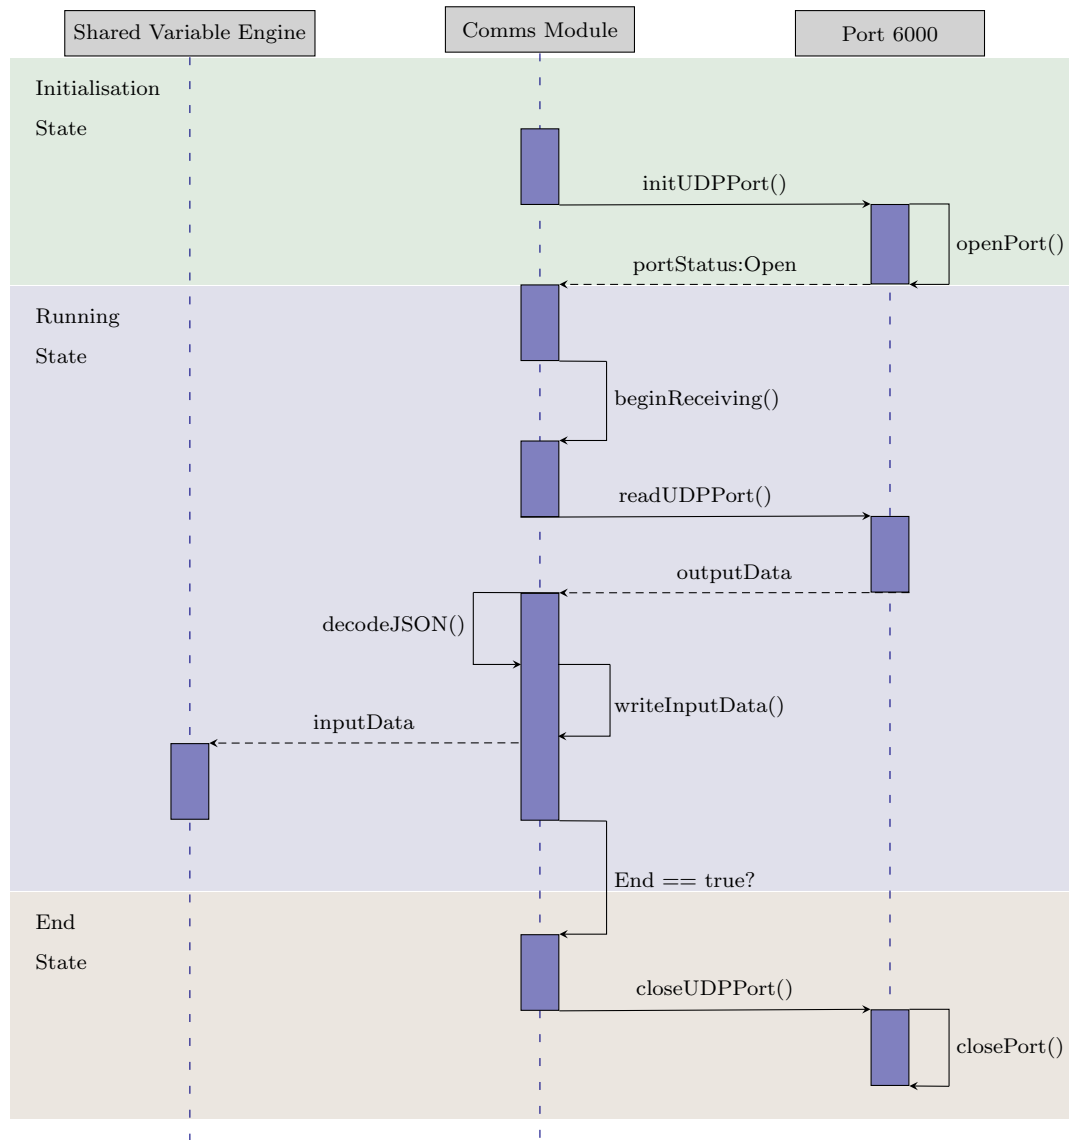 Shared Variable Engine
Comms Module
Port 6000
Initialisation
State
initUDPPort()
openPort()
portStatus:Open
Running
State
beginReceiving()
readUDPPort()
outputData
decodeJSON()
writeInputData()
inputData
End == true?
End
State
closeUDPPort()
closePort()